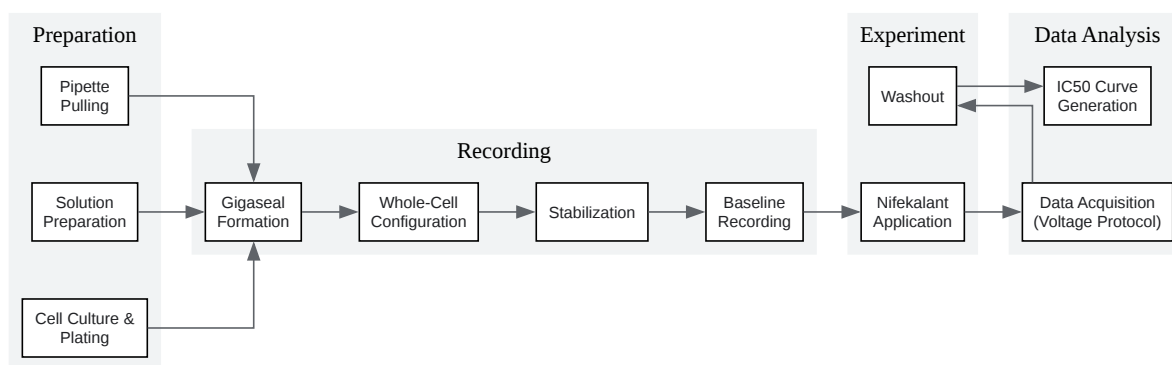 Preparation
Pipette
Pulling
Solution
Preparation
Cell Culture &
Plating
Recording
Gigaseal
Formation
Whole-Cell
Configuration
Stabilization
Baseline
Recording
Experiment
Washout
Nifekalant
Application
Data Analysis
IC50 Curve
Generation
Data Acquisition
(Voltage Protocol)